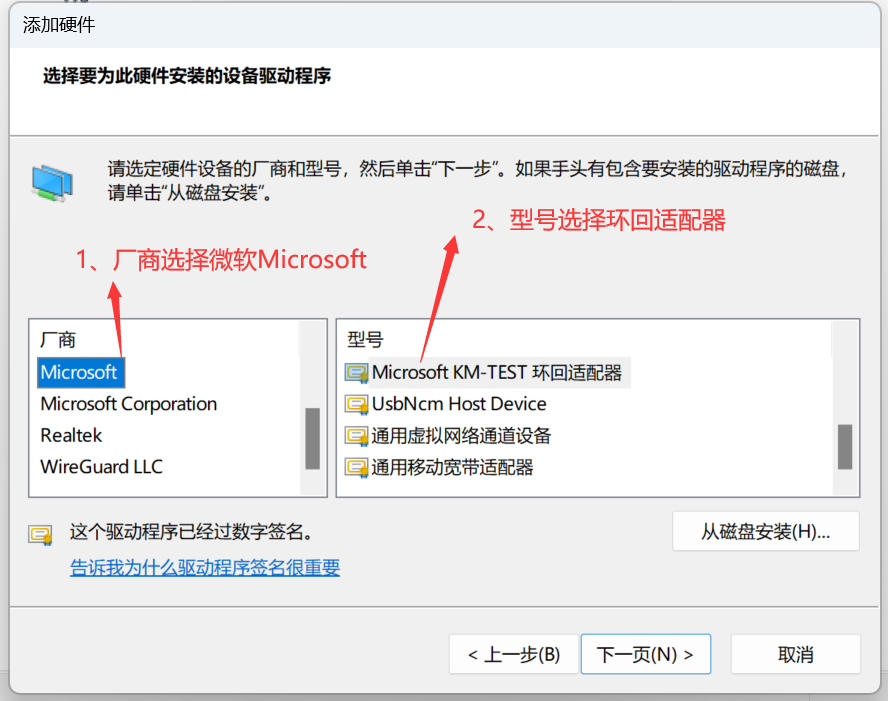 添加硬件
选择要为此硬件安装的设备驱动程序
请选定硬件设备的厂商和型号，然后单击“下一步”。如果手头有包含要安装的驱动程序的磁盘，
请单击“从磁盘安装”。
2、型号选择环回适配器
1、厂商选择微软Microsoft
厂商
Microsoft
Microsoft Corporation
Realtek
WireGuard LLC
型号
Microsoft KM-TEST 环回适配器
UsbNcm Host Device
通用虚拟网络通道设备
通用移动宽带适配器
这个驱动程序已经过数字签名。
告诉我为什么驱动程序签名很重要
从磁盘安装(H)...
< 上一步(B)
下一页(N) >
取消